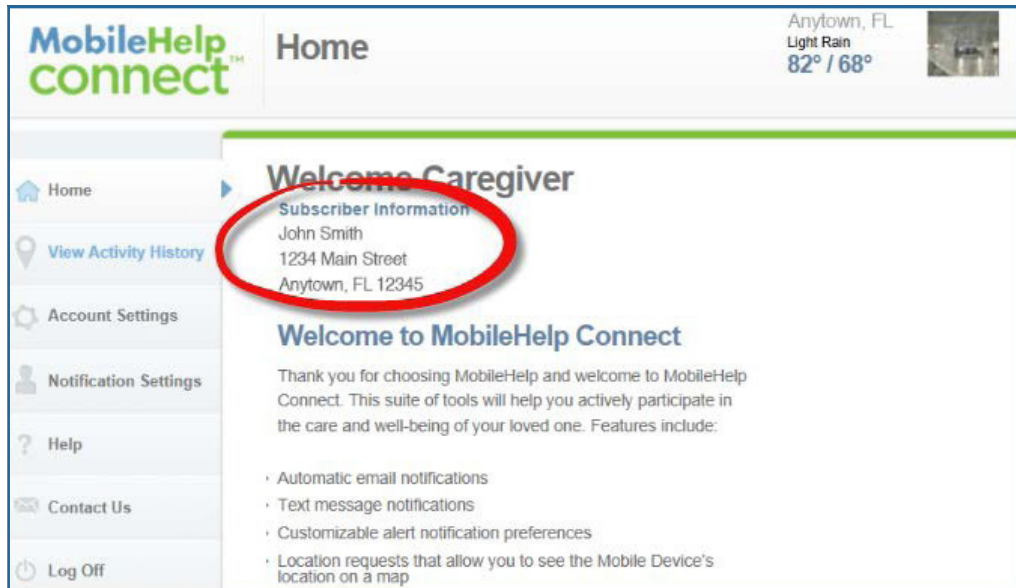 MobileHelp
connect™
Home
Anytown, FL
Light Rain
82° / 68°
Home
View Activity History
Account Settings
Notification Settings
Help
Contact Us
Log Off
Welcome Caregiver
Subscriber Information
John Smith
1234 Main Street
Anytown, FL 12345
Welcome to MobileHelp Connect
Thank you for choosing MobileHelp and welcome to MobileHelp
Connect. This suite of tools will help you actively participate in
the care and well-being of your loved one. Features include:
Automatic email notifications
Text message notifications
Customizable alert notification preferences
Location requests that allow you to see the Mobile Device's
location on a map